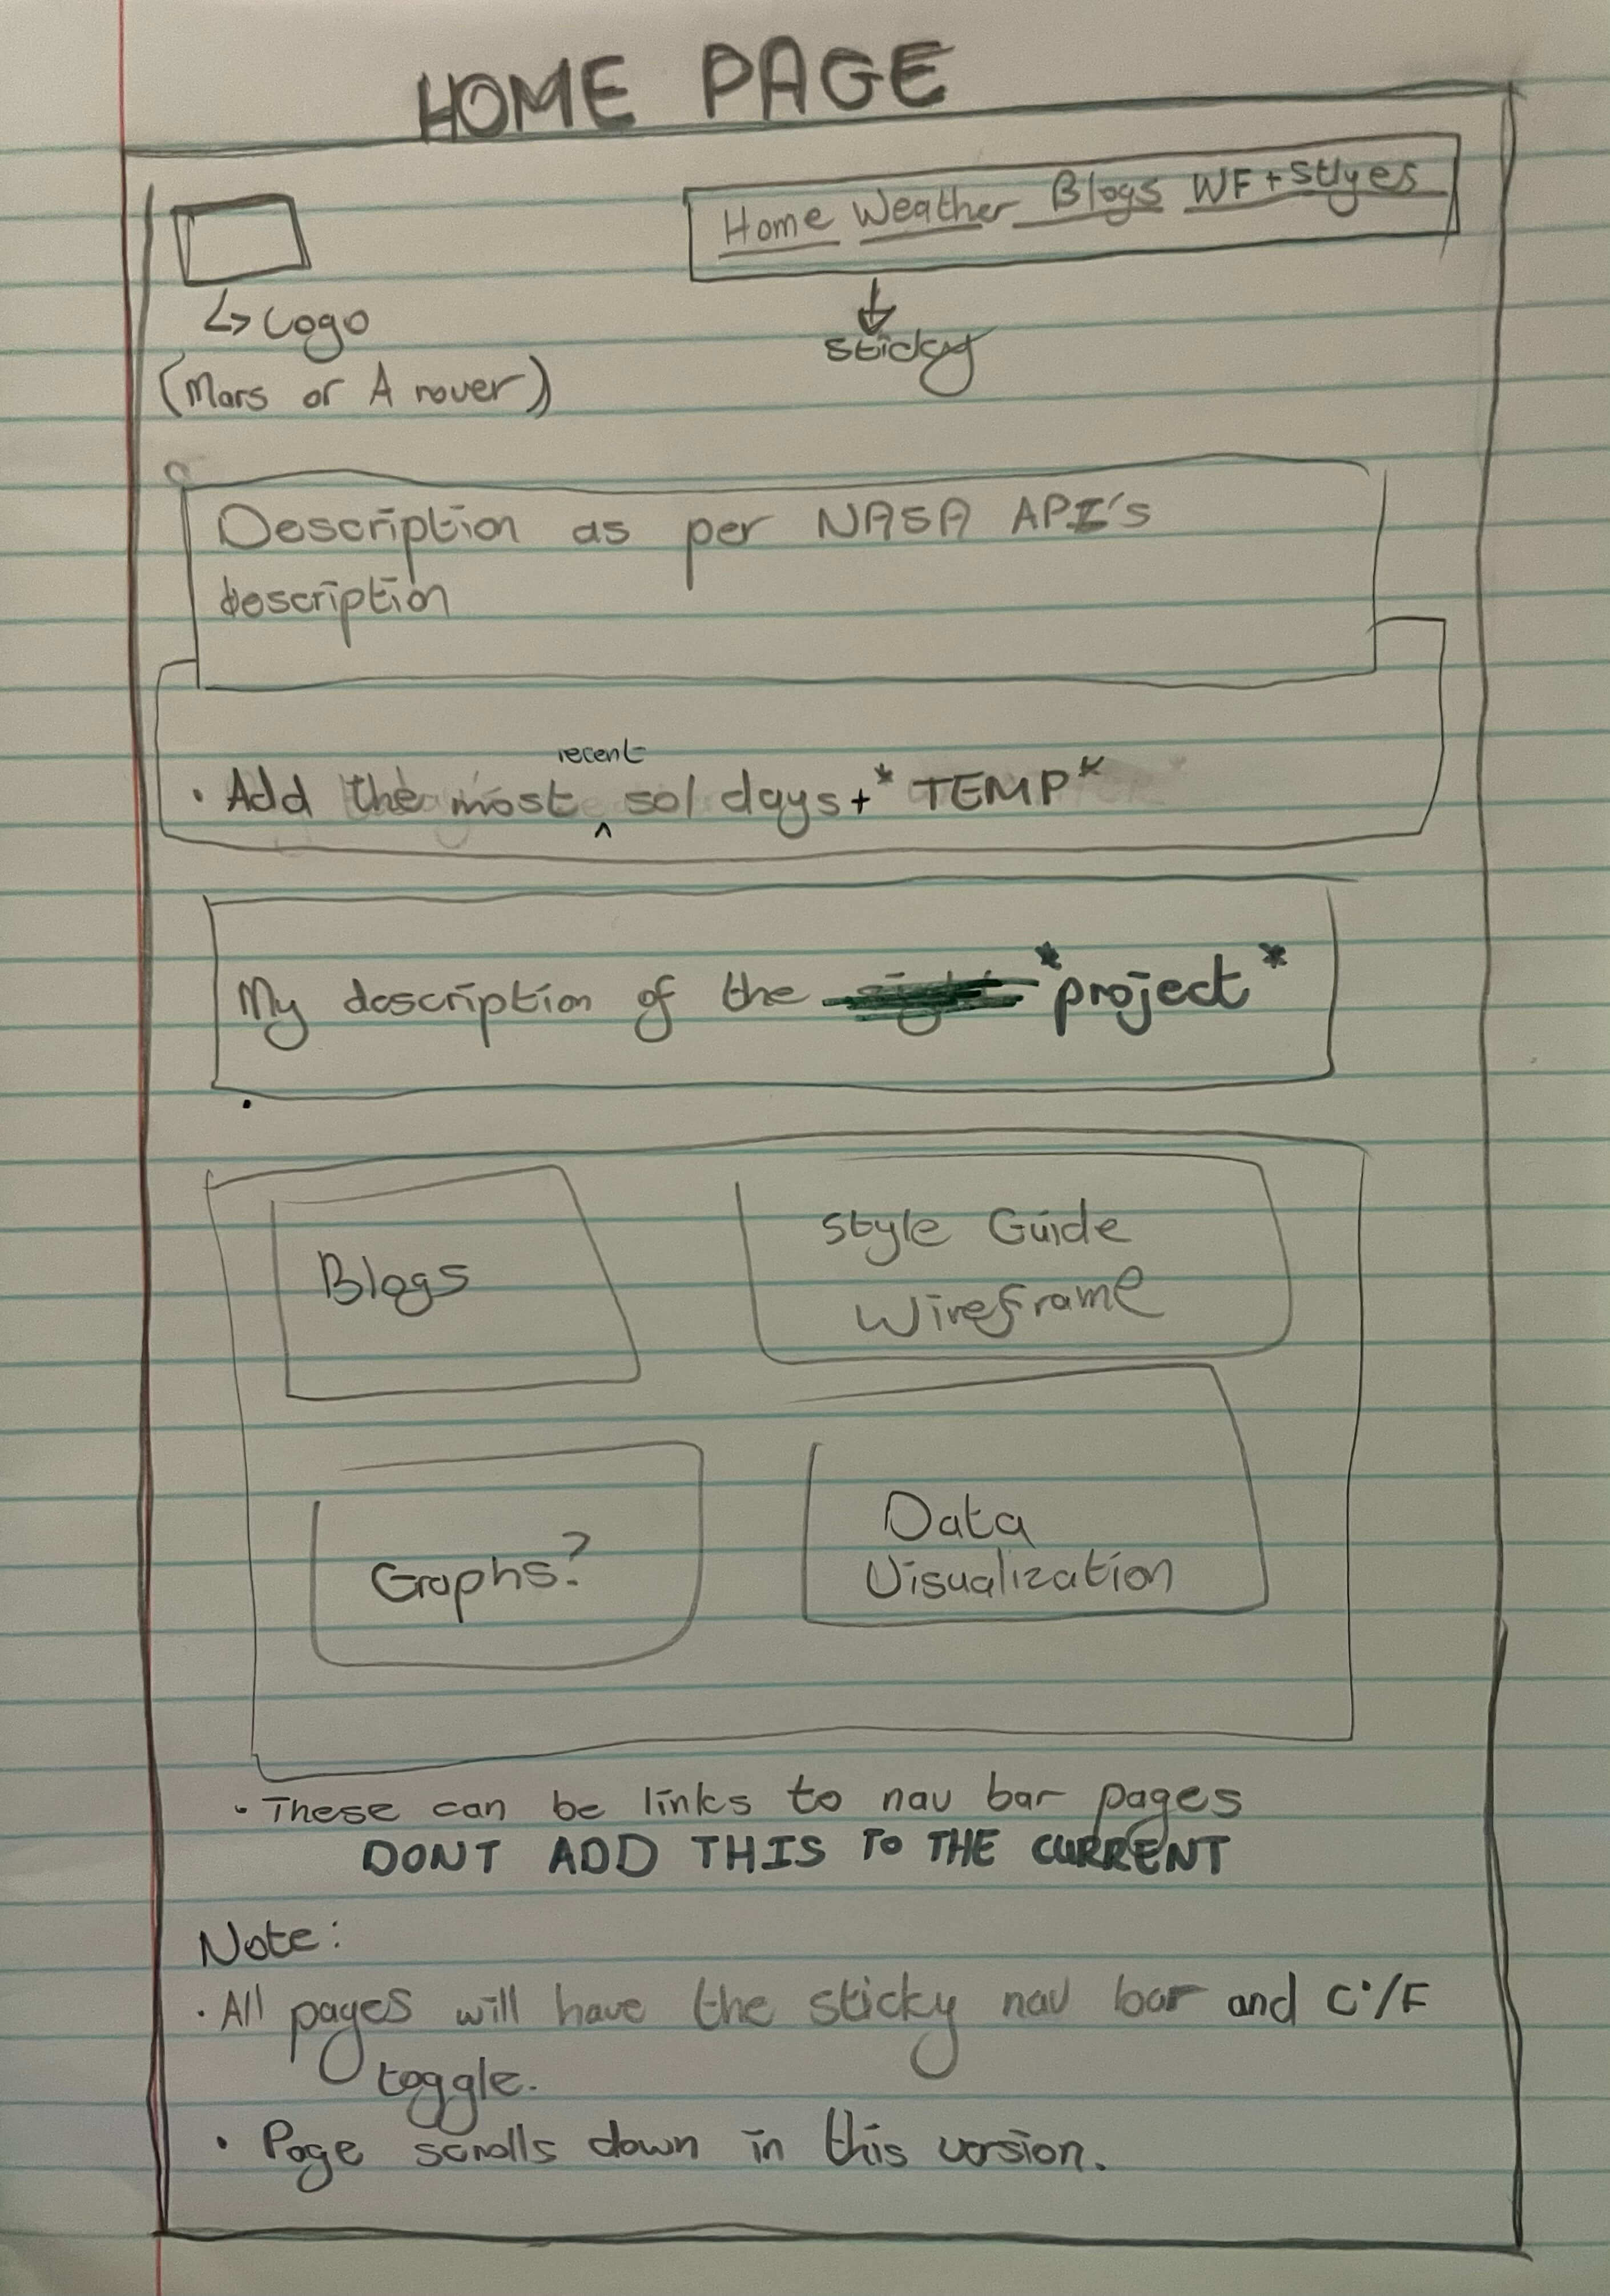 HOME PAGE
Home Weather Blogs WF + Stlyes
↳ Logo
sticky
(Mars or A rover)
Description as per NASA API's
description
recent
• Add the most ^ sol days + *TEMP*
My description of the *project*
Blogs
Style Guide
Wireframe
Graphs?
Data
Visualization
• These can be links to nav bar pages
DONT ADD THIS TO THE CURRENT
Note:
• All pages will have the sticky nav bar and C°/F
toggle.
• Page scrolls down in this version.